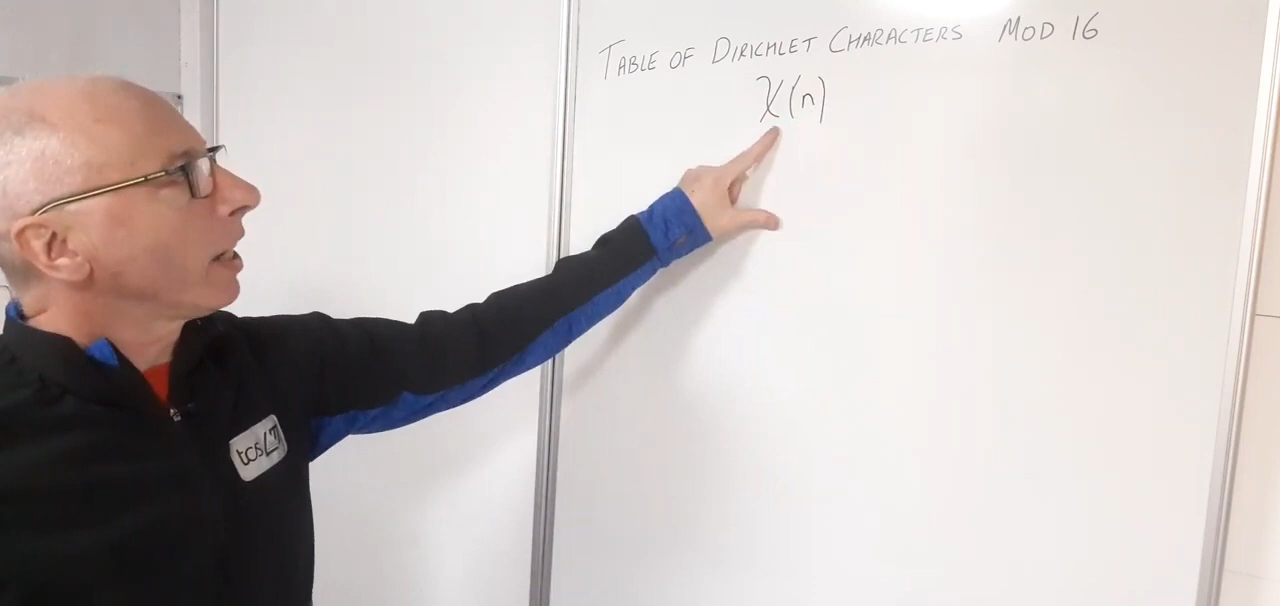 TABLE OF DIRICHLET CHARACTERS MOD 16
χ(n)